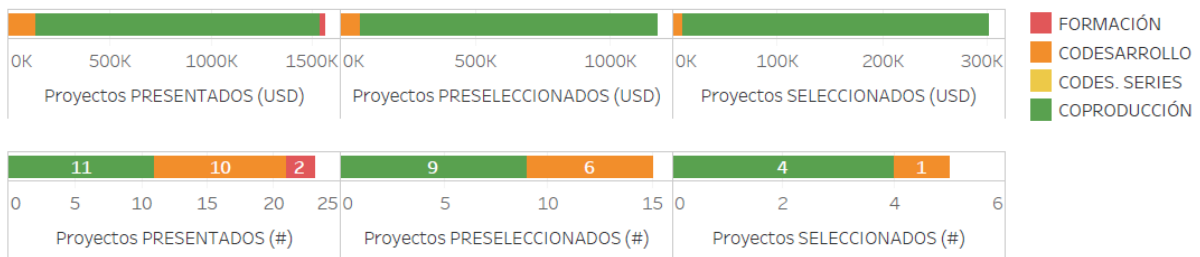 0K 500K 1000K 1500K 0K 500K 1000K 0K 100K 200K 300K
Proyectos PRESENTADOS (USD) Proyectos PRESELECCIONADOS (USD) Proyectos SELECCIONADOS (USD)
FORMACIÓN
CODESARROLLO
CODES. SERIES
COPRODUCCIÓN
11 10 2 9 6 4 1
0 5 10 15 20 25 0 5 10 15 0 2 4 6
Proyectos PRESENTADOS (#) Proyectos PRESELECCIONADOS (#) Proyectos SELECCIONADOS (#)